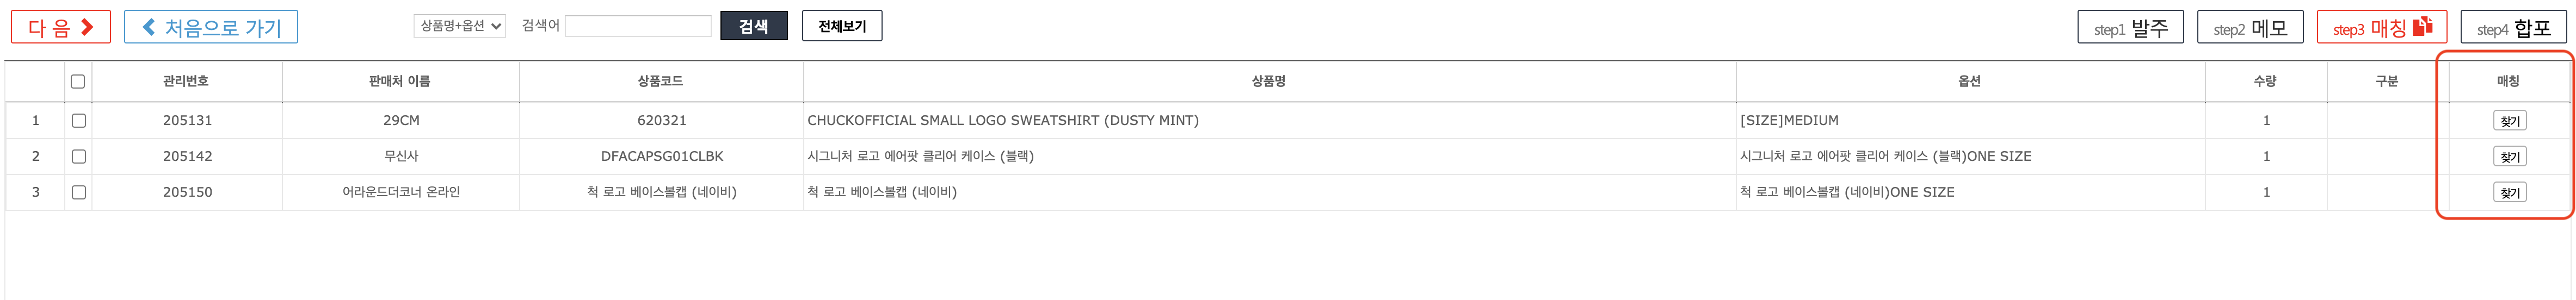 다 음 처음으로 가기 상품명+옵션 검색어 검색 전체보기 step1 발주 step2 메모 step3 매칭 step4 합포
관리번호 판매처 이름 상품코드 상품명 옵션 수량 구분 매칭
1 205131 29CM 620321 CHUCKOFFICIAL SMALL LOGO SWEATSHIRT (DUSTY MINT) [SIZE]MEDIUM 1 찾기
2 205142 무신사 DFACAPSG01CLBK 시그니처 로고 에어팟 클리어 케이스 (블랙) 시그니처 로고 에어팟 클리어 케이스 (블랙)ONE SIZE 1 찾기
3 205150 어라운드더코너 온라인 척 로고 베이스볼캡 (네이비) 척 로고 베이스볼캡 (네이비) 척 로고 베이스볼캡 (네이비)ONE SIZE 1 찾기